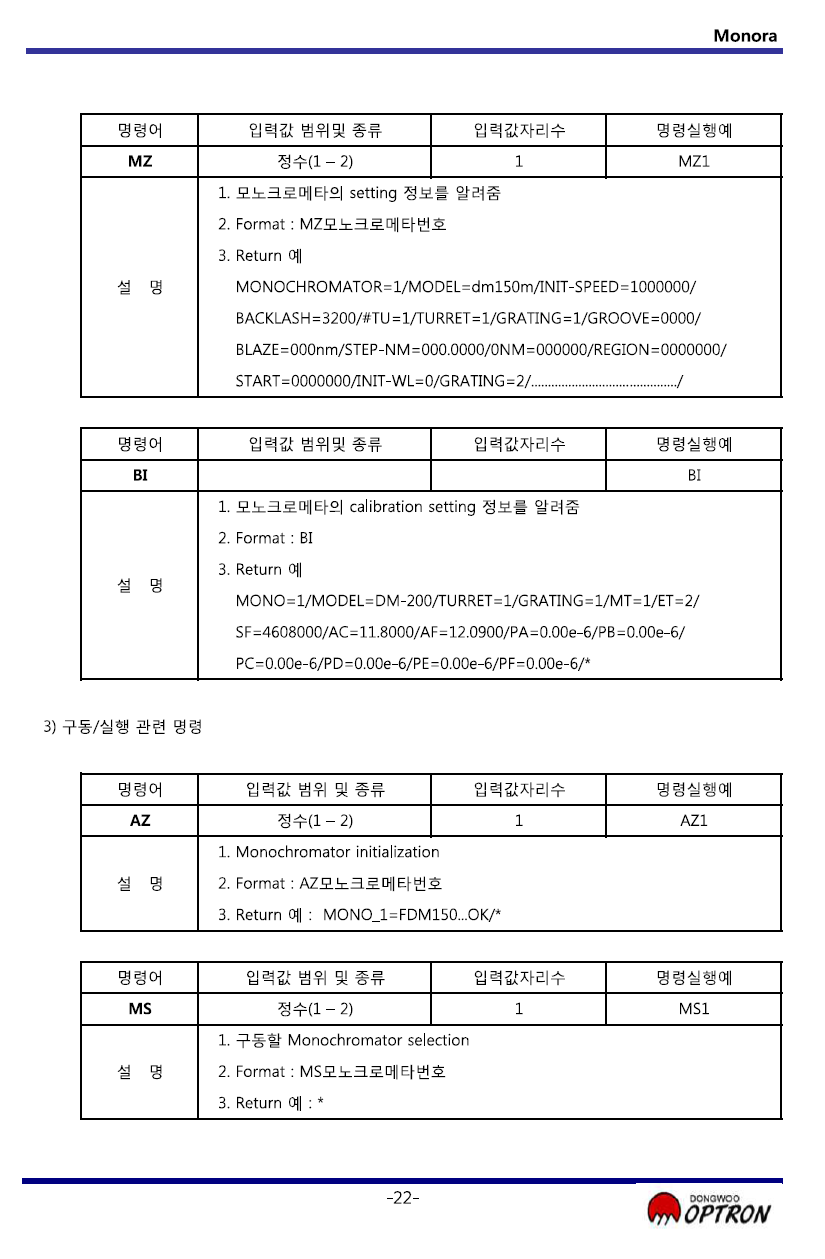 Monora
명령어 입력값 범위및 종류 입력값자리수 명령실행예
MZ 정수(1 – 2) 1 MZ1
설 명
1. 모노크로메타의 setting 정보를 알려줌
2. Format : MZ모노크로메타번호
3. Return 예
MONOCHROMATOR=1/MODEL=dm150m/INIT-SPEED=1000000/
BACKLASH=3200/#TU=1/TURRET=1/GRATING=1/GROOVE=0000/
BLAZE=000nm/STEP-NM=000.0000/0NM=000000/REGION=0000000/
START=0000000/INIT-WL=0/GRATING=2/............................................/
명령어 입력값 범위및 종류 입력값자리수 명령실행예
BI BI
설 명
1. 모노크로메타의 calibration setting 정보를 알려줌
2. Format : BI
3. Return 예
MONO=1/MODEL=DM-200/TURRET=1/GRATING=1/MT=1/ET=2/
SF=4608000/AC=11.8000/AF=12.0900/PA=0.00e-6/PB=0.00e-6/
PC=0.00e-6/PD=0.00e-6/PE=0.00e-6/PF=0.00e-6/*
3) 구동/실행 관련 명령
명령어 입력값 범위 및 종류 입력값자리수 명령실행예
AZ 정수(1 – 2) 1 AZ1
설 명
1. Monochromator initialization
2. Format : AZ모노크로메타번호
3. Return 예 : MONO_1=FDM150...OK/*
명령어 입력값 범위 및 종류 입력값자리수 명령실행예
MS 정수(1 – 2) 1 MS1
설 명
1. 구동할 Monochromator selection
2. Format : MS모노크로메타번호
3. Return 예 : *
-22-
DONGWOO
OPTRON